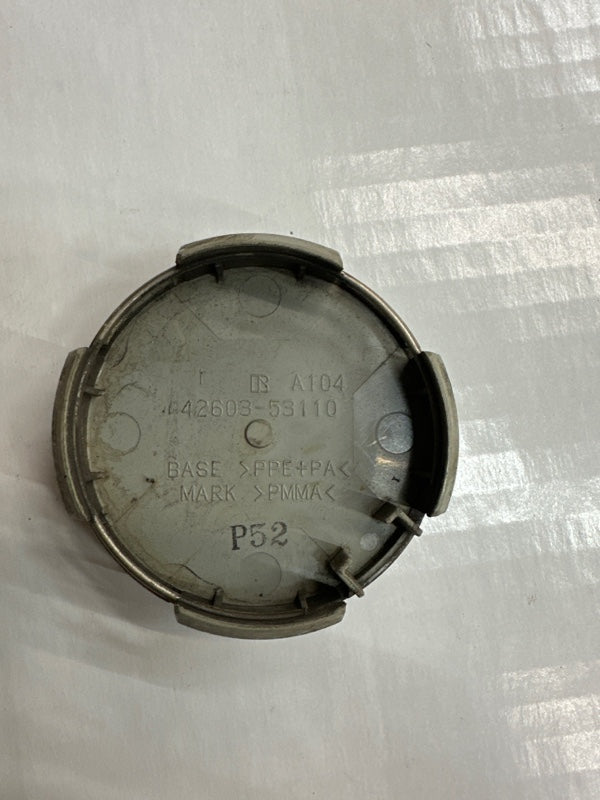 R A104
42603-53110
BASE >PPE+PA<
MARK >PMMA<
P52